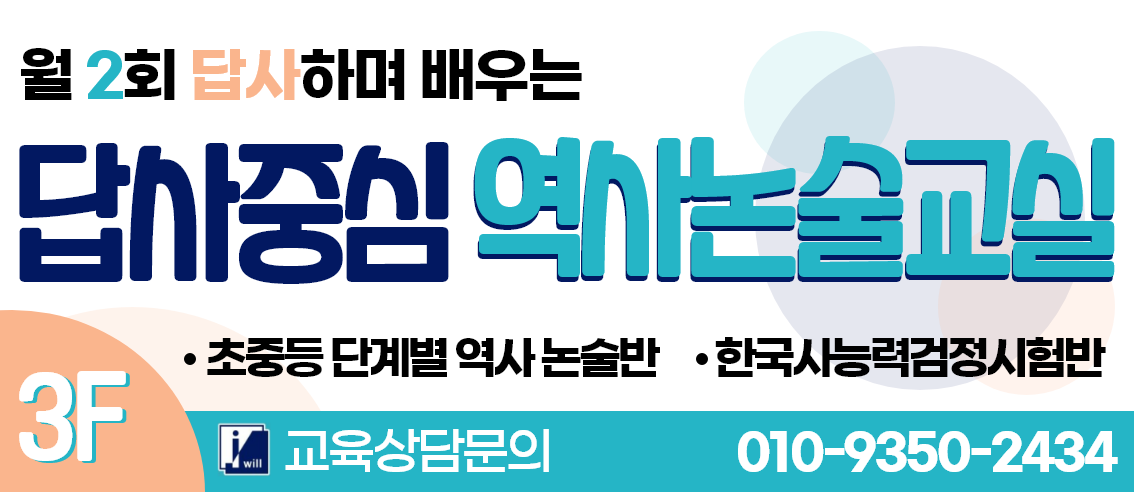 월 2회 답사하며 배우는
답사중심 역사논술교실
• 초중등 단계별 역사 논술반 • 한국사능력검정시험반
3F
i will 교육상담문의 010-9350-2434